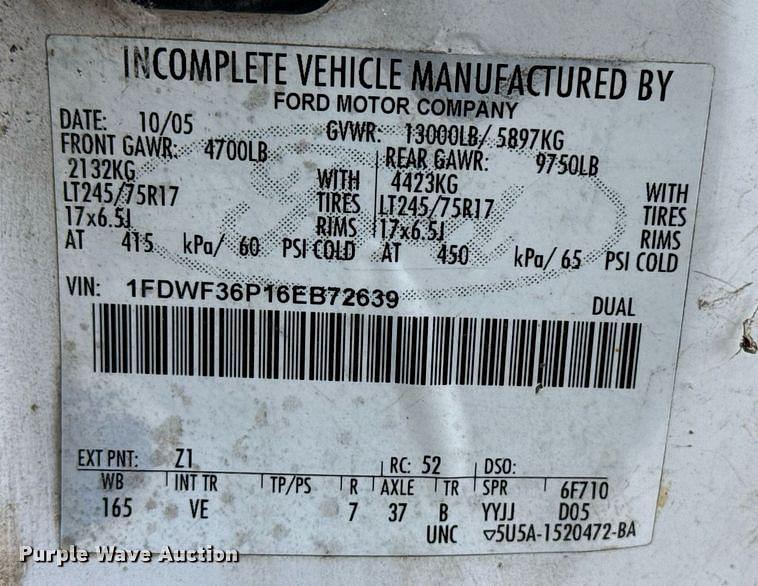 INCOMPLETE VEHICLE MANUFACTURED BY
FORD MOTOR COMPANY
DATE: 10/05 GVWR: 13000LB/ 5897KG
FRONT GAWR: 4700LB REAR GAWR: 9750LB
2132KG WITH 4423KG WITH
LT245/75R17 TIRES LT245/75R17 TIRES
17x6.5J RIMS 17x6.5J RIMS
AT 415 kPa/ 60 PSI COLD AT 450 kPa/ 65 PSI COLD
VIN: 1FDWF36P16EB72639 DUAL
EXT PNT: Z1 RC: 52 DSO:
WB INT TR TP/PS R AXLE TR SPR 6F710
165 VE 7 37 B YYJJ D05
UNC ▽5U5A-1520472-BA
Purple Wave Auction